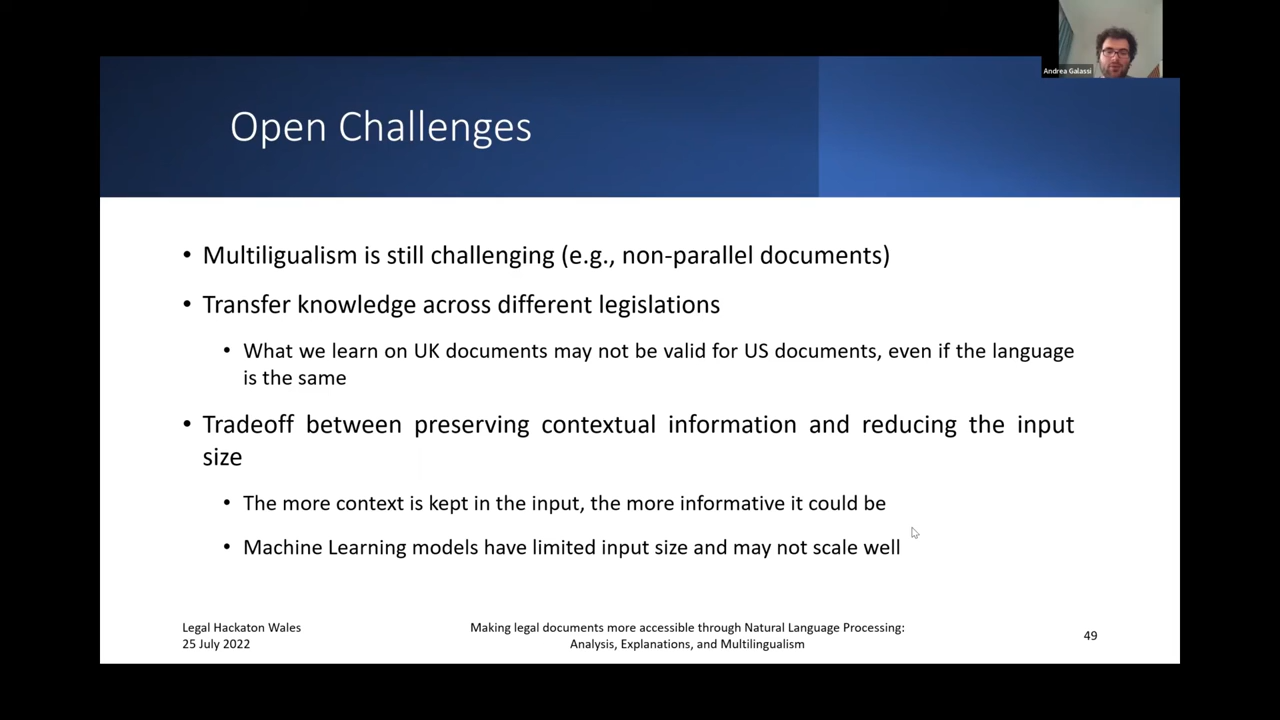 Andrea Galassi
Open Challenges
• Multiligualism is still challenging (e.g., non-parallel documents)
• Transfer knowledge across different legislations
• What we learn on UK documents may not be valid for US documents, even if the language
is the same
• Tradeoff between preserving contextual information and reducing the input
size
• The more context is kept in the input, the more informative it could be
• Machine Learning models have limited input size and may not scale well
Legal Hackaton Wales
25 July 2022
Making legal documents more accessible through Natural Language Processing:
Analysis, Explanations, and Multilingualism
49